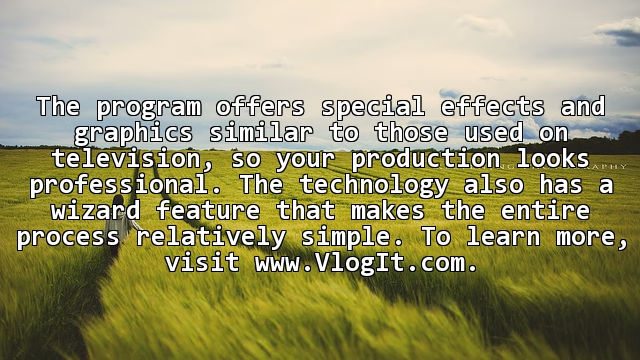 The program offers special effects and
graphics similar to those used on
television, so your production looks
professional. The technology also has a
wizard feature that makes the entire
process relatively simple. To learn more,
visit www.VlogIt.com.